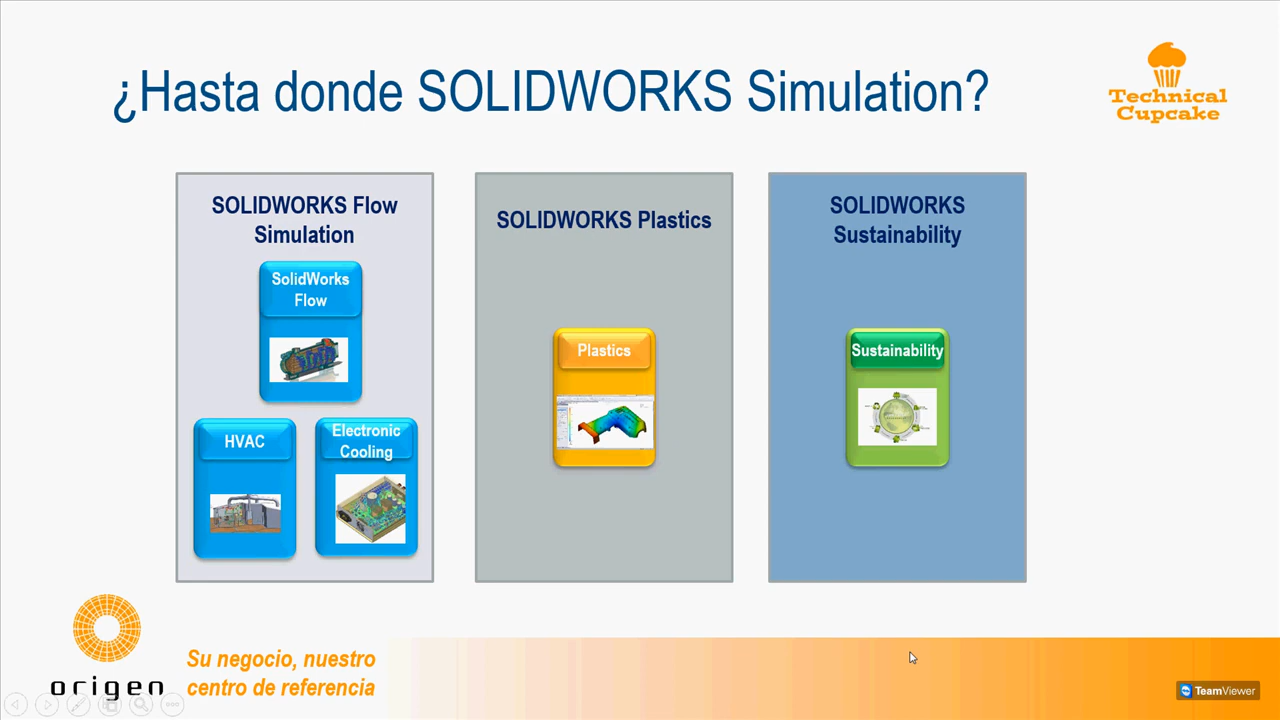 ¿Hasta donde SOLIDWORKS Simulation?
Technical
Cupcake
SOLIDWORKS Flow
Simulation
SolidWorks
Flow
HVAC
Electronic
Cooling
SOLIDWORKS Plastics
Plastics
SOLIDWORKS
Sustainability
Sustainability
origen
Su negocio, nuestro
centro de referencia
TeamViewer